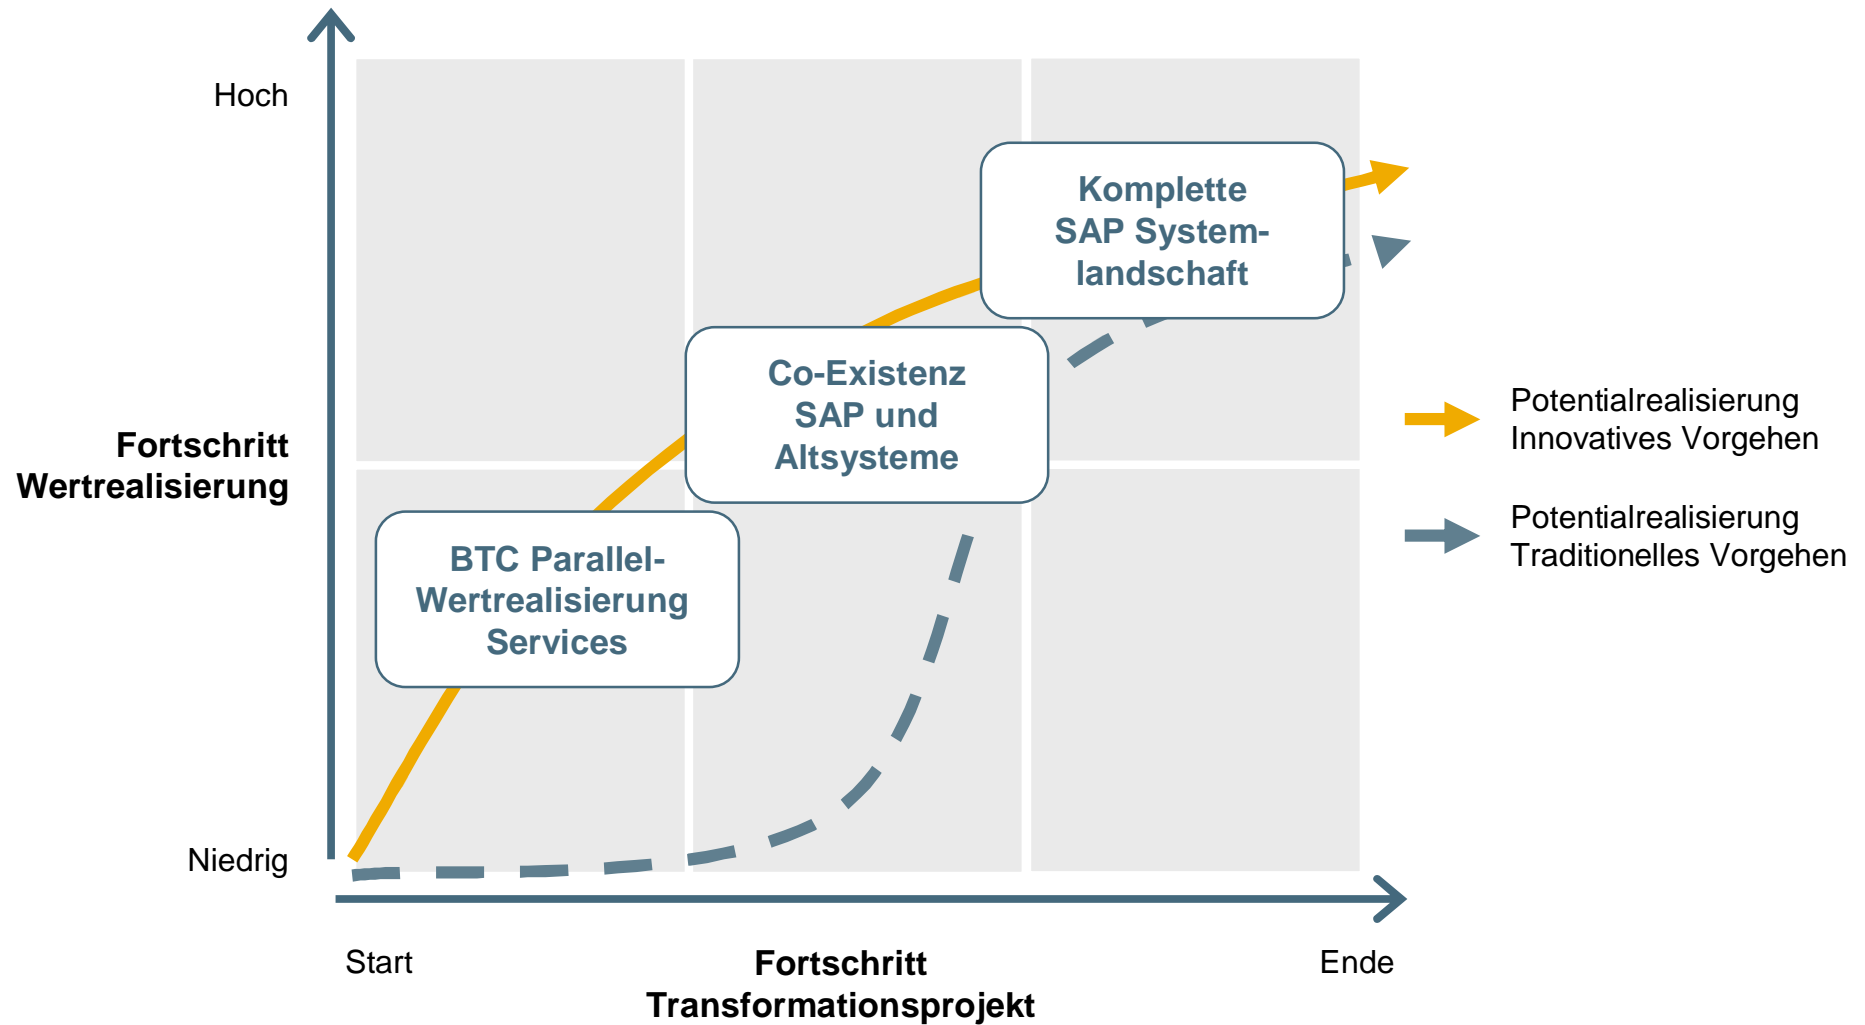 Hoch
Komplette
SAP System-
landschaft
Co-Existenz
SAP und
Altsysteme
Fortschritt
Wertrealisierung
BTC Parallel-
Wertrealisierung
Services
Potentialrealisierung
Innovatives Vorgehen
Potentialrealisierung
Traditionelles Vorgehen
Niedrig
Start
Fortschritt
Transformationsprojekt
Ende